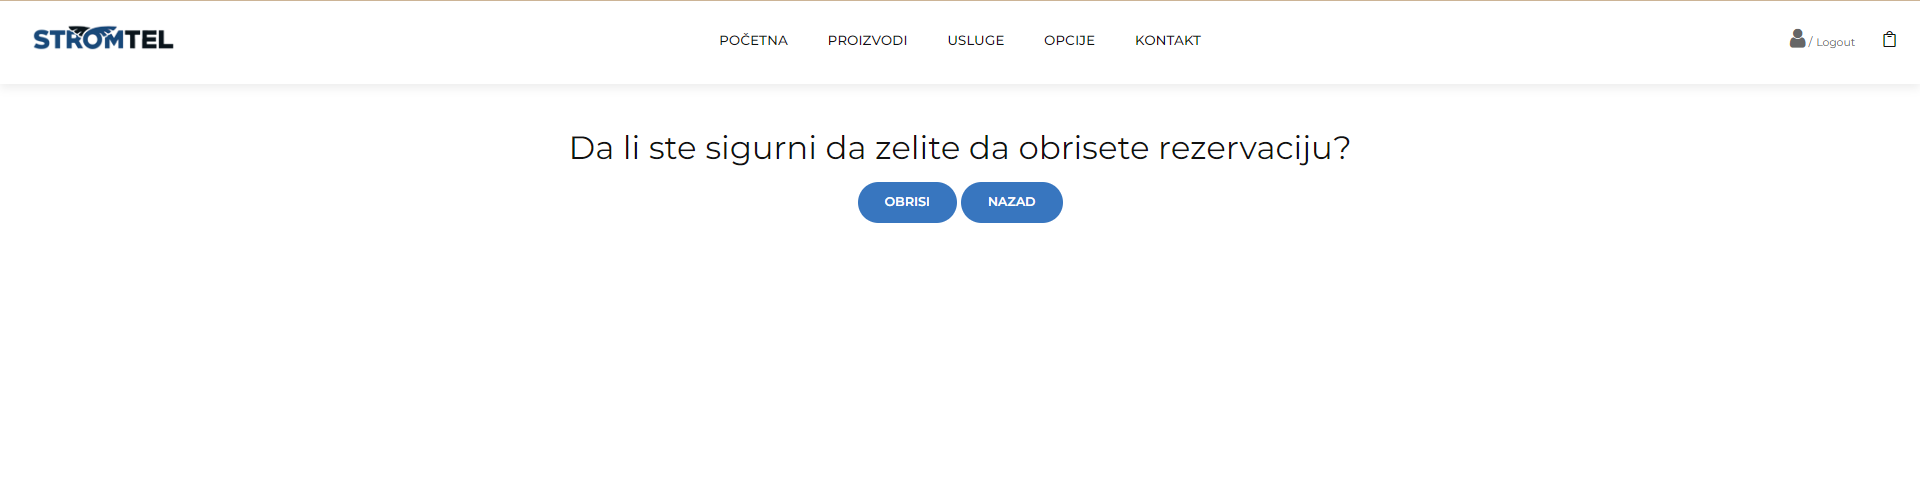 STROMTEL
POČETNA PROIZVODI USLUGE OPCIJE KONTAKT
/ Logout
Da li ste sigurni da zelite da obrisete rezervaciju?
OBRISI NAZAD